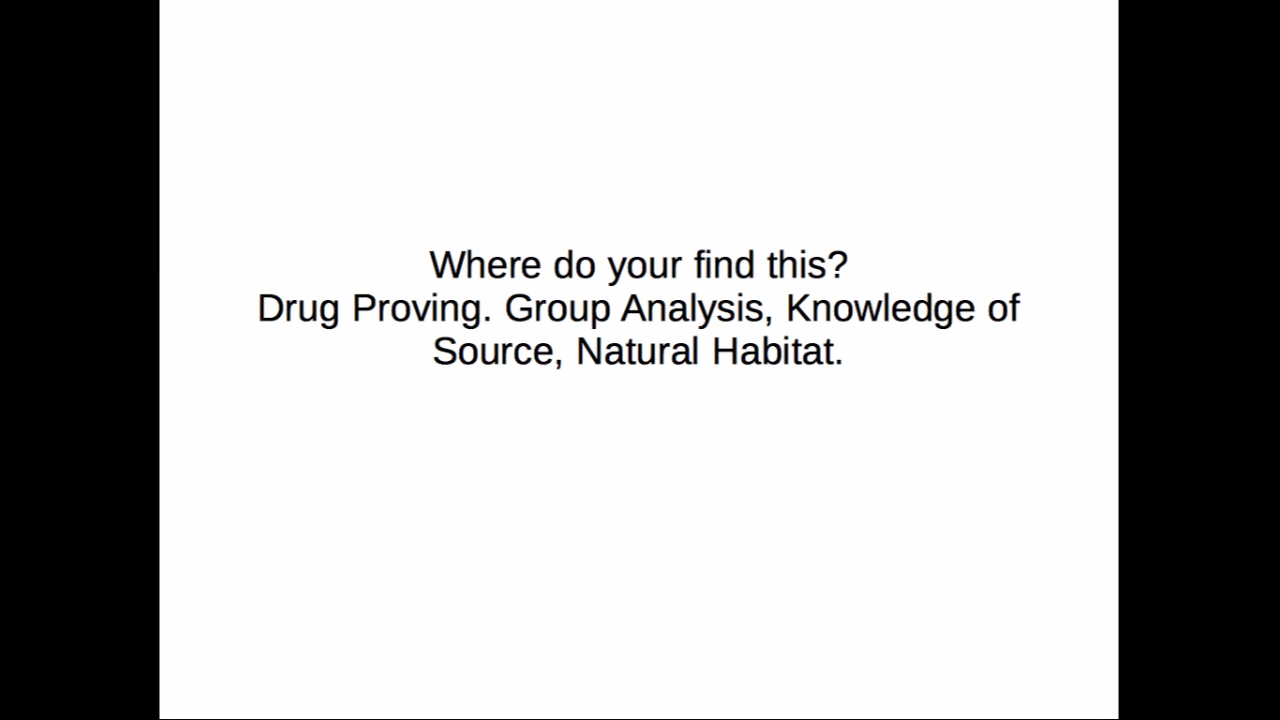 Where do your find this?
Drug Proving. Group Analysis, Knowledge of
Source, Natural Habitat.